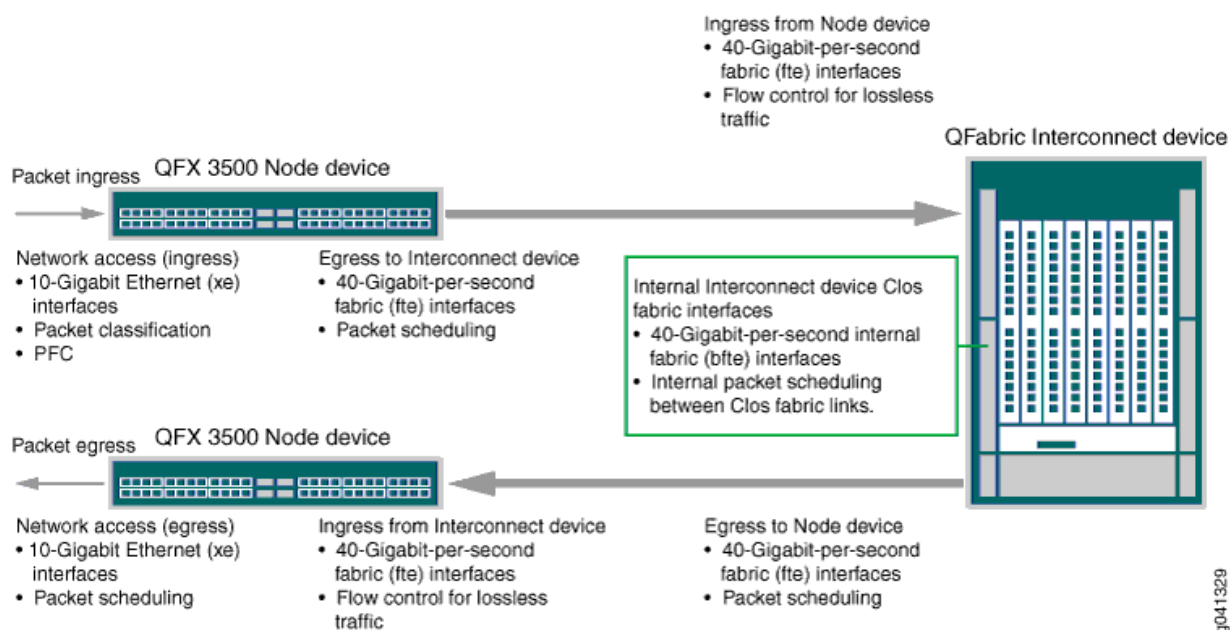 Ingress from Node device
• 40-Gigabit-per-second
fabric (fte) interfaces
• Flow control for lossless
traffic
QFabric Interconnect device
Packet ingress
QFX 3500 Node device
Network access (ingress)
• 10-Gigabit Ethernet (xe)
interfaces
• Packet classification
• PFC
Egress to Interconnect device
• 40-Gigabit-per-second
fabric (fte) interfaces
• Packet scheduling
Internal Interconnect device Clos
fabric interfaces
• 40-Gigabit-per-second internal
fabric (bfte) interfaces
• Internal packet scheduling
between Clos fabric links.
Packet egress
QFX 3500 Node device
Network access (egress)
• 10-Gigabit Ethernet (xe)
interfaces
• Packet scheduling
Ingress from Interconnect device
• 40-Gigabit-per-second
fabric (fte) interfaces
• Flow control for lossless
traffic
Egress to Node device
• 40-Gigabit-per-second
fabric (fte) interfaces
• Packet scheduling
g041329